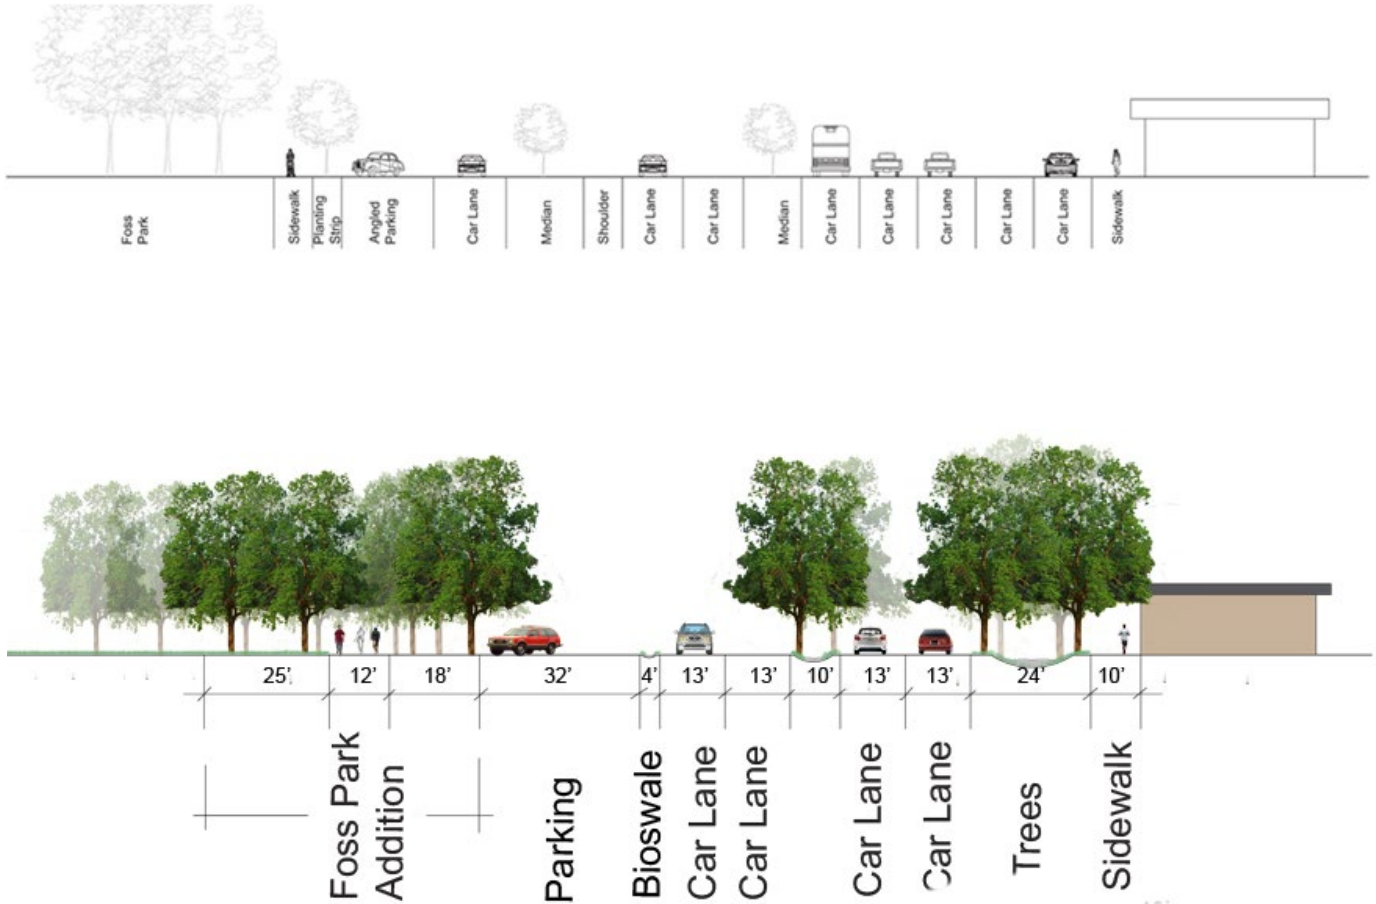 Foss
Park
Sidewalk
Planting
Strip
Angled
Parking
Car Lane
Median
Shoulder
Car Lane
Car Lane
Median
Car Lane
Car Lane
Car Lane
Car Lane
Car Lane
Sidewalk
25' 12' 18' 32' 4' 13' 13' 10' 13' 13' 24' 10'
Foss Park
Addition
Parking
Bioswale
Car Lane
Car Lane
Car Lane
Car Lane
Trees
Sidewalk